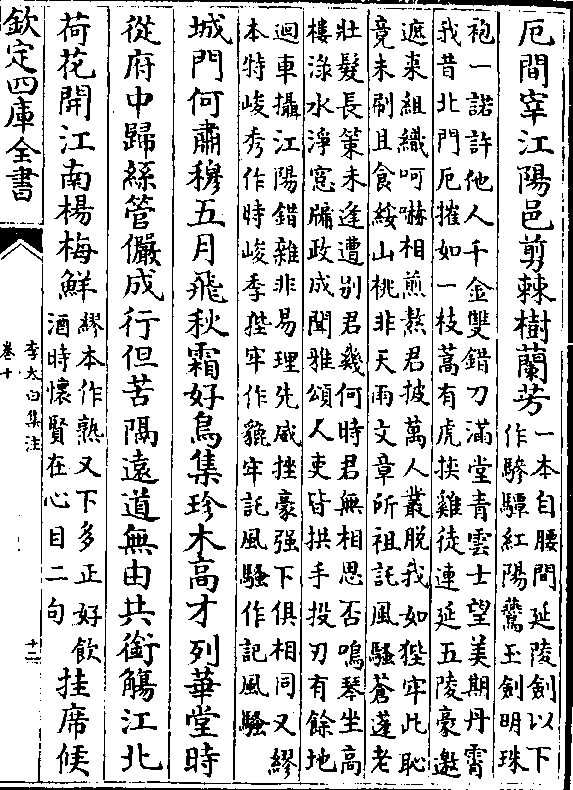 厄間宰江陽邑剪棘樹蘭芳
一本自腰間延陵劒以下
作驂驔紅陽鷰玉劒明珠
袍一諾許他人千金雙錯刀滿堂青雲士望美期丹霄
我昔北門厄摧如一枝蒿有虎挾雞徒連延五陵豪邀
遮來組織呵嚇相煎熬君披萬人叢脫我如狴牢此恥
竟未刷且食綏山桃非天雨文章所祖託風騷蒼蓬老
壯髮長策未逢遭别君幾何時君無相思否鳴琴坐高
樓淥水淨窓牖政成聞雅頌人吏皆拱手投刃有餘地
迴車攝江陽錯雜非易理先威挫豪强下俱相同又繆
本特峻秀作時峻季狴牢作貔牢託風騷作記風騷
城門何肅穆五月飛秋霜好鳥集珍木高才列華堂時
從府中歸絲管儼成行但苦隔遠道無由共銜觴江北
荷花開江南楊梅鮮
繆本作熟又下多正好飲
酒時懷賢在心目二句
挂席候
欽定四庫全書
李太白集注
卷十
十二